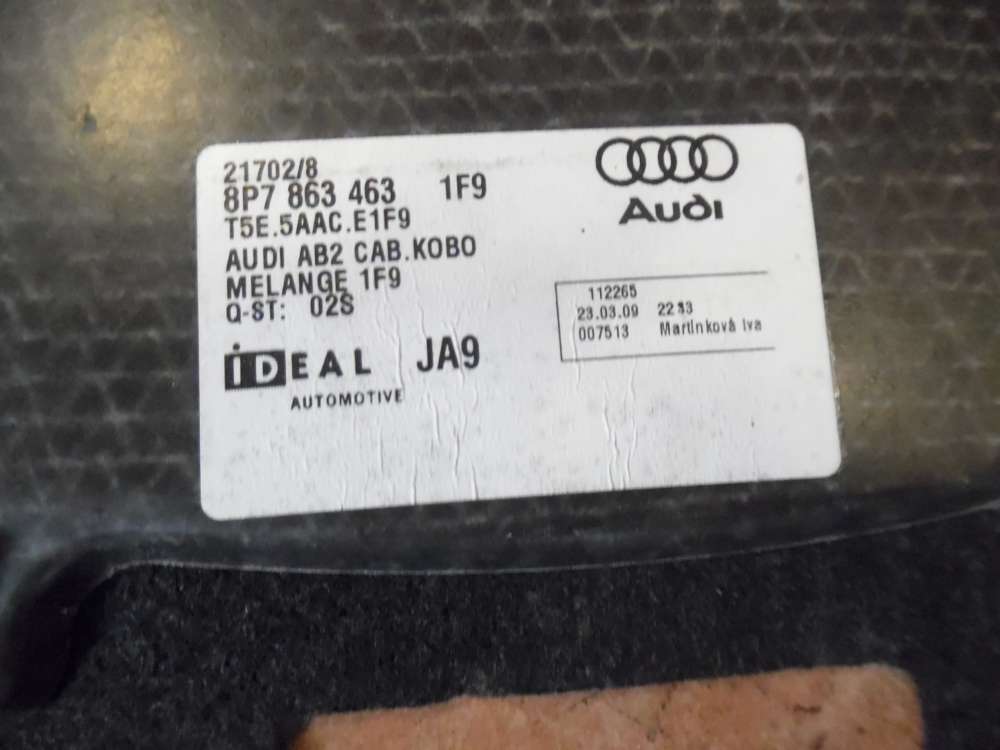 21702/8
8P7 863 463 1F9
T5E.5AAC.E1F9
AUDI AB2 CAB.KOBO
MELANGE 1F9
Q-ST: 02S
iDEAL JA9
AUTOMOTIVE
Audi
112265
23.03.09 22 33
007513 Martinková Iva